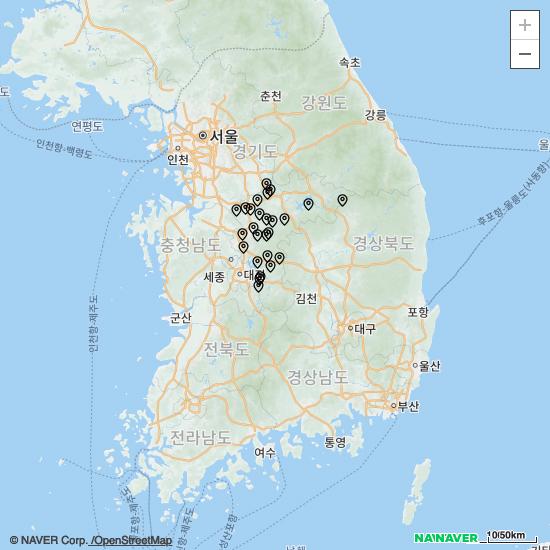 +
−
속초
춘천
강원도
강릉
도
연평도
서울
인천항-백령도
인천
경기도
울
후포항-울릉도(사동항)
충청남도
경상북도
세종
대전
김천
인천항-제주도
군산
포항
대구
전북도
울산
경상남도
부산
전라남도
통영
여수
© NAVER Corp. /OpenStreetMap
NAVER
10/50km